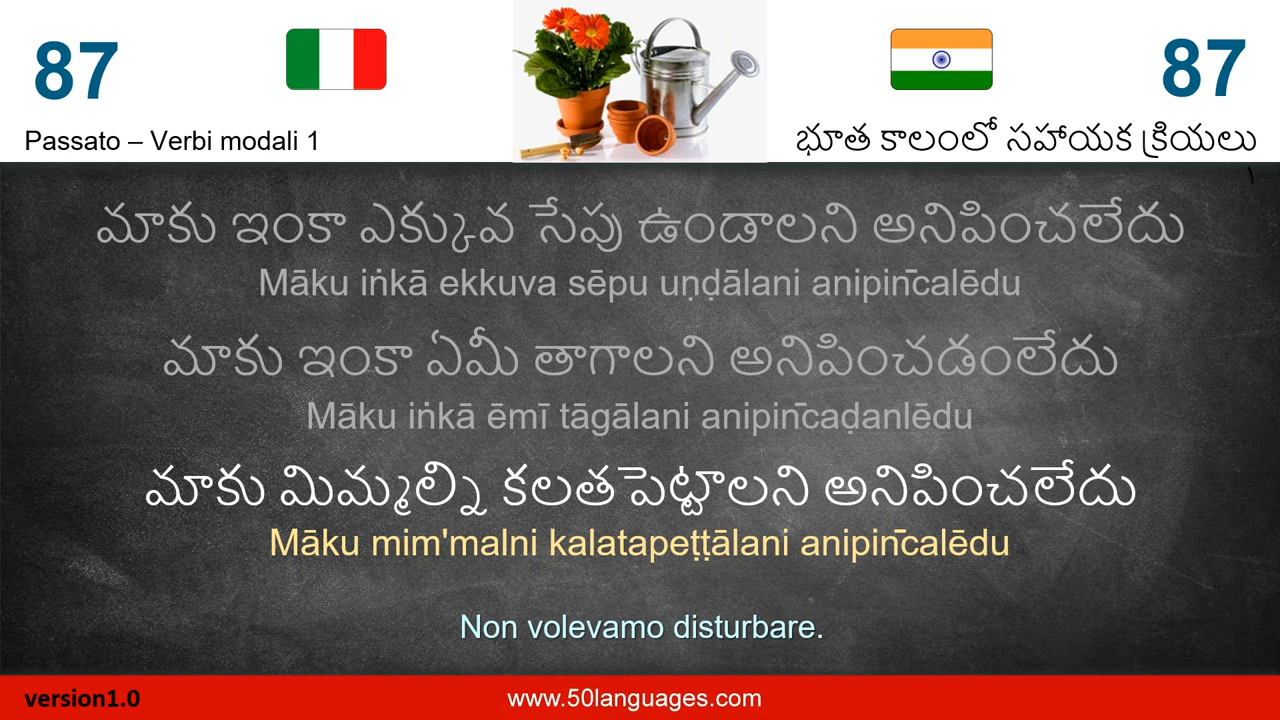 87
87
Passato – Verbi modali 1
భూత కాలంలో సహాయక క్రియలు
౧
మాకు ఇంకా ఎక్కువ సేపు ఉండాలని అనిపించలేదు
Māku iṅkā ekkuva sēpu uṇḍālani anipin̄calēdu
మాకు ఇంకా ఏమీ తాగాలని అనిపించడంలేదు
Māku iṅkā ēmī tāgālani anipin̄caḍanlēdu
మాకు మిమ్మల్ని కలతపెట్టాలని అనిపించలేదు
Māku mim'malni kalatapeṭṭālani anipin̄calēdu
Non volevamo disturbare.
version1.0
www.50languages.com